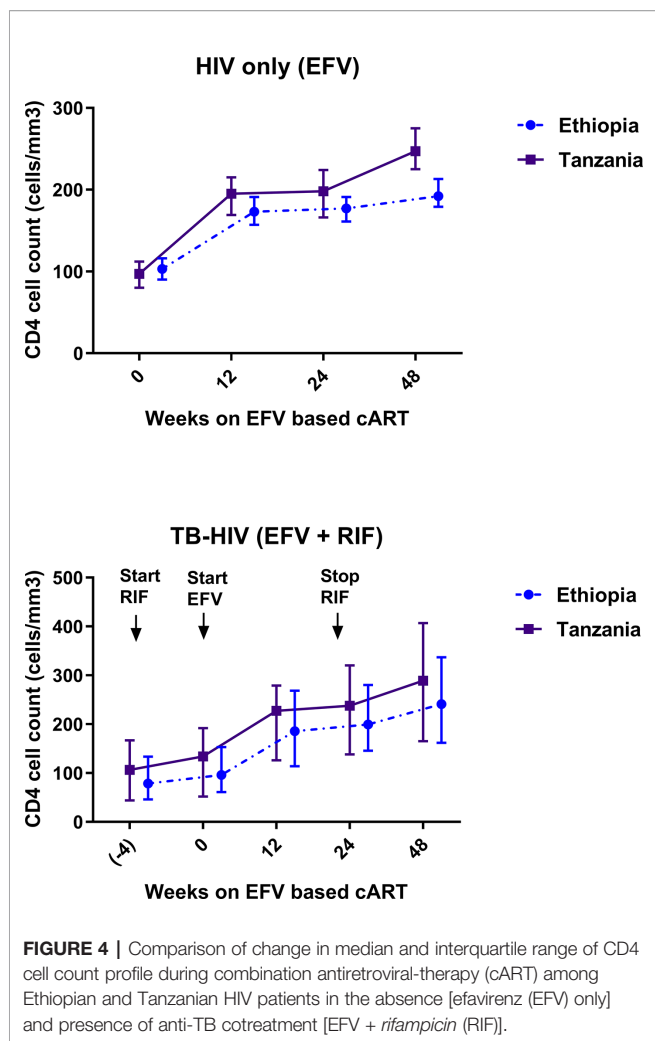 HIV only (EFV)
300
200
100
0
CD4 cell count (cells/mm3)
0
12
24
48
Weeks on EFV based cART
Ethiopia
Tanzania
TB-HIV (EFV + RIF)
Start
RIF
Start
EFV
Stop
RIF
500
400
300
200
100
0
CD4 cell count (cells/mm3)
(-4)
0
12
24
48
Weeks on EFV based cART
Ethiopia
Tanzania
FIGURE 4 | Comparison of change in median and interquartile range of CD4
cell count profile during combination antiretroviral-therapy (cART) among
Ethiopian and Tanzanian HIV patients in the absence [efavirenz (EFV) only]
and presence of anti-TB cotreatment [EFV + rifampicin (RIF)].